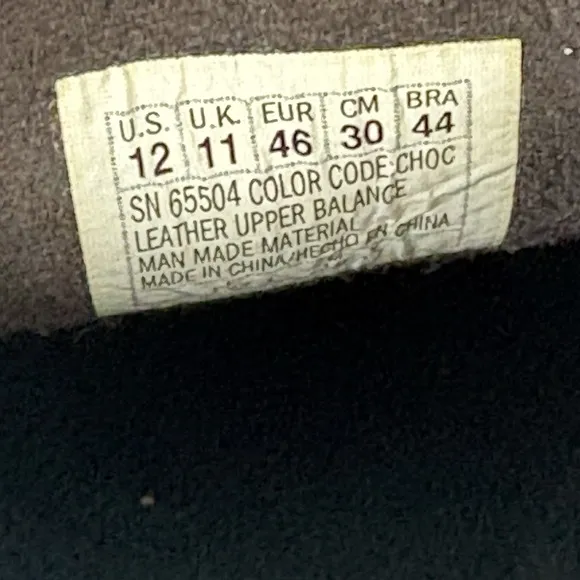 U.S. U.K. EUR CM BRA
12 11 46 30 44
SN 65504 COLOR CODE:CHOC
LEATHER UPPER BALANCE
MAN MADE MATERIAL
MADE IN CHINA/HECHO EN CHINA